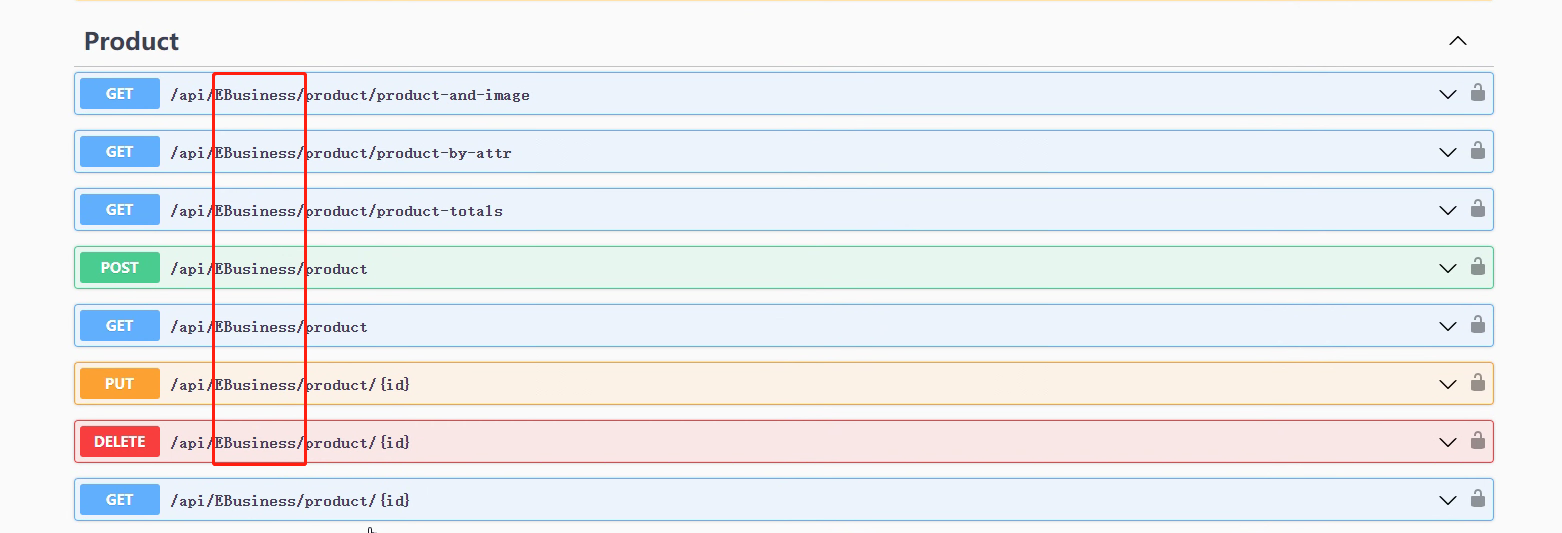 Product
GET /api/EBusiness/product/product-and-image
GET /api/EBusiness/product/product-by-attr
GET /api/EBusiness/product/product-totals
POST /api/EBusiness/product
GET /api/EBusiness/product
PUT /api/EBusiness/product/{id}
DELETE /api/EBusiness/product/{id}
GET /api/EBusiness/product/{id}